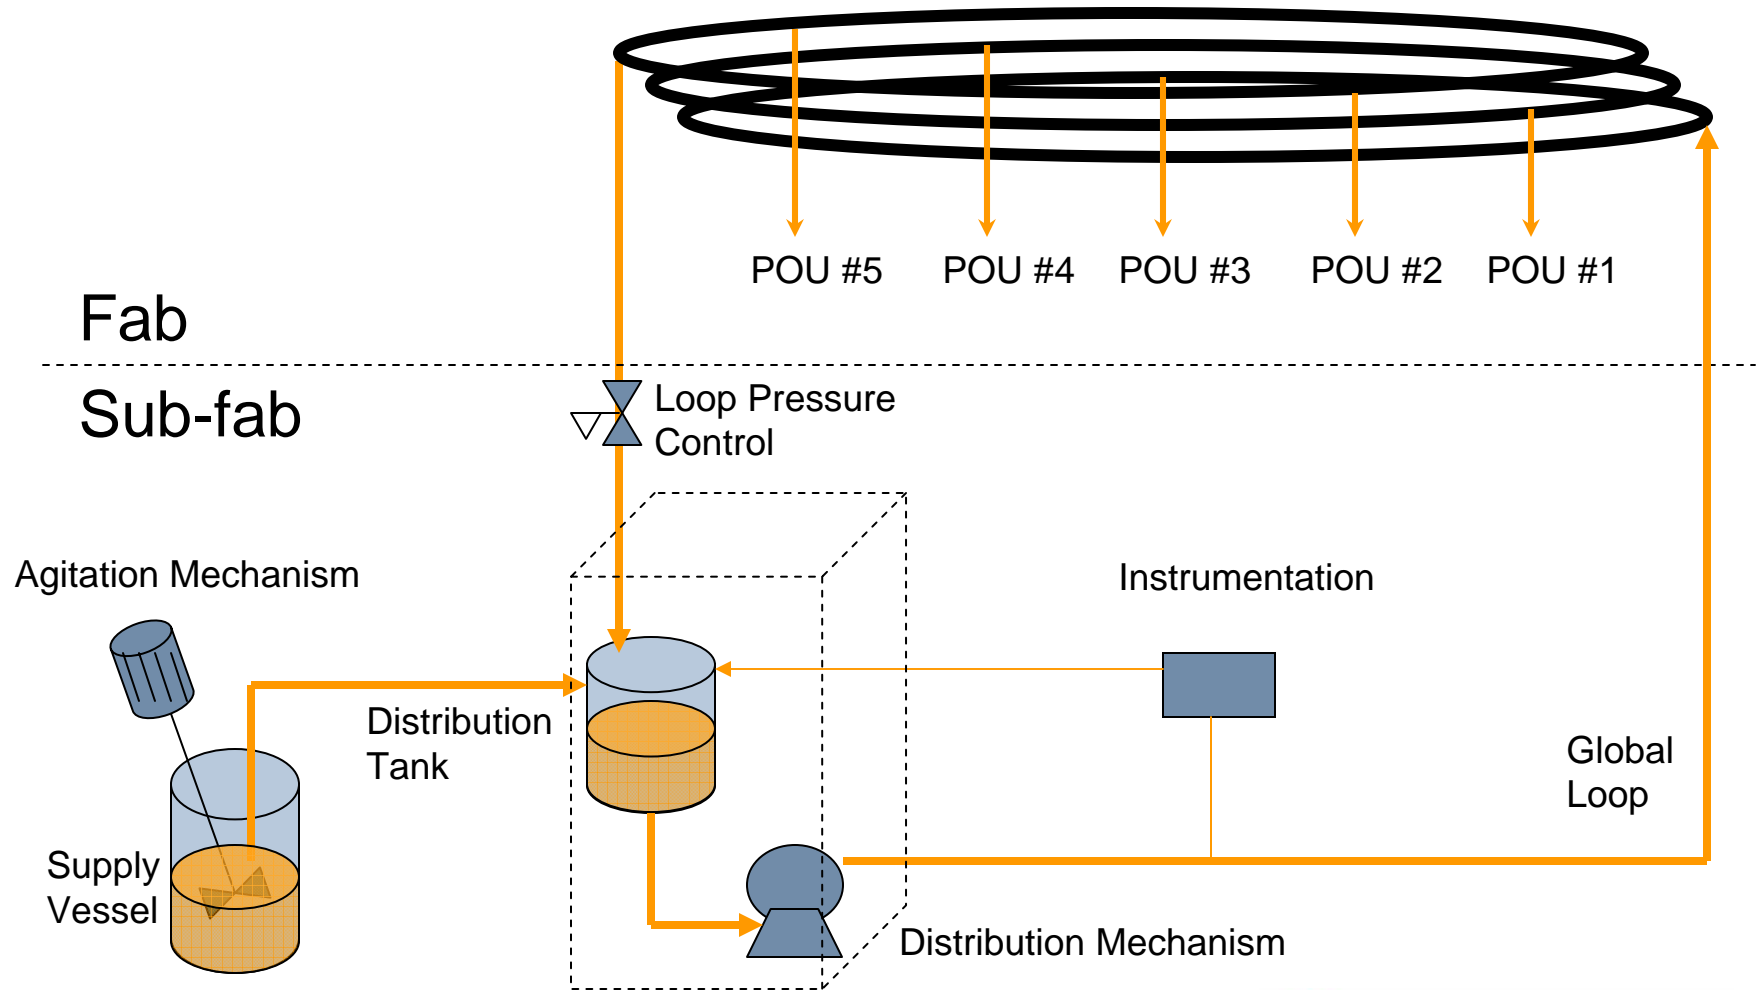 POU #5 POU #4 POU #3 POU #2 POU #1
Fab
Sub-fab
Loop Pressure
Control
Agitation Mechanism
Instrumentation
Distribution
Tank
Global
Loop
Supply
Vessel
Distribution Mechanism